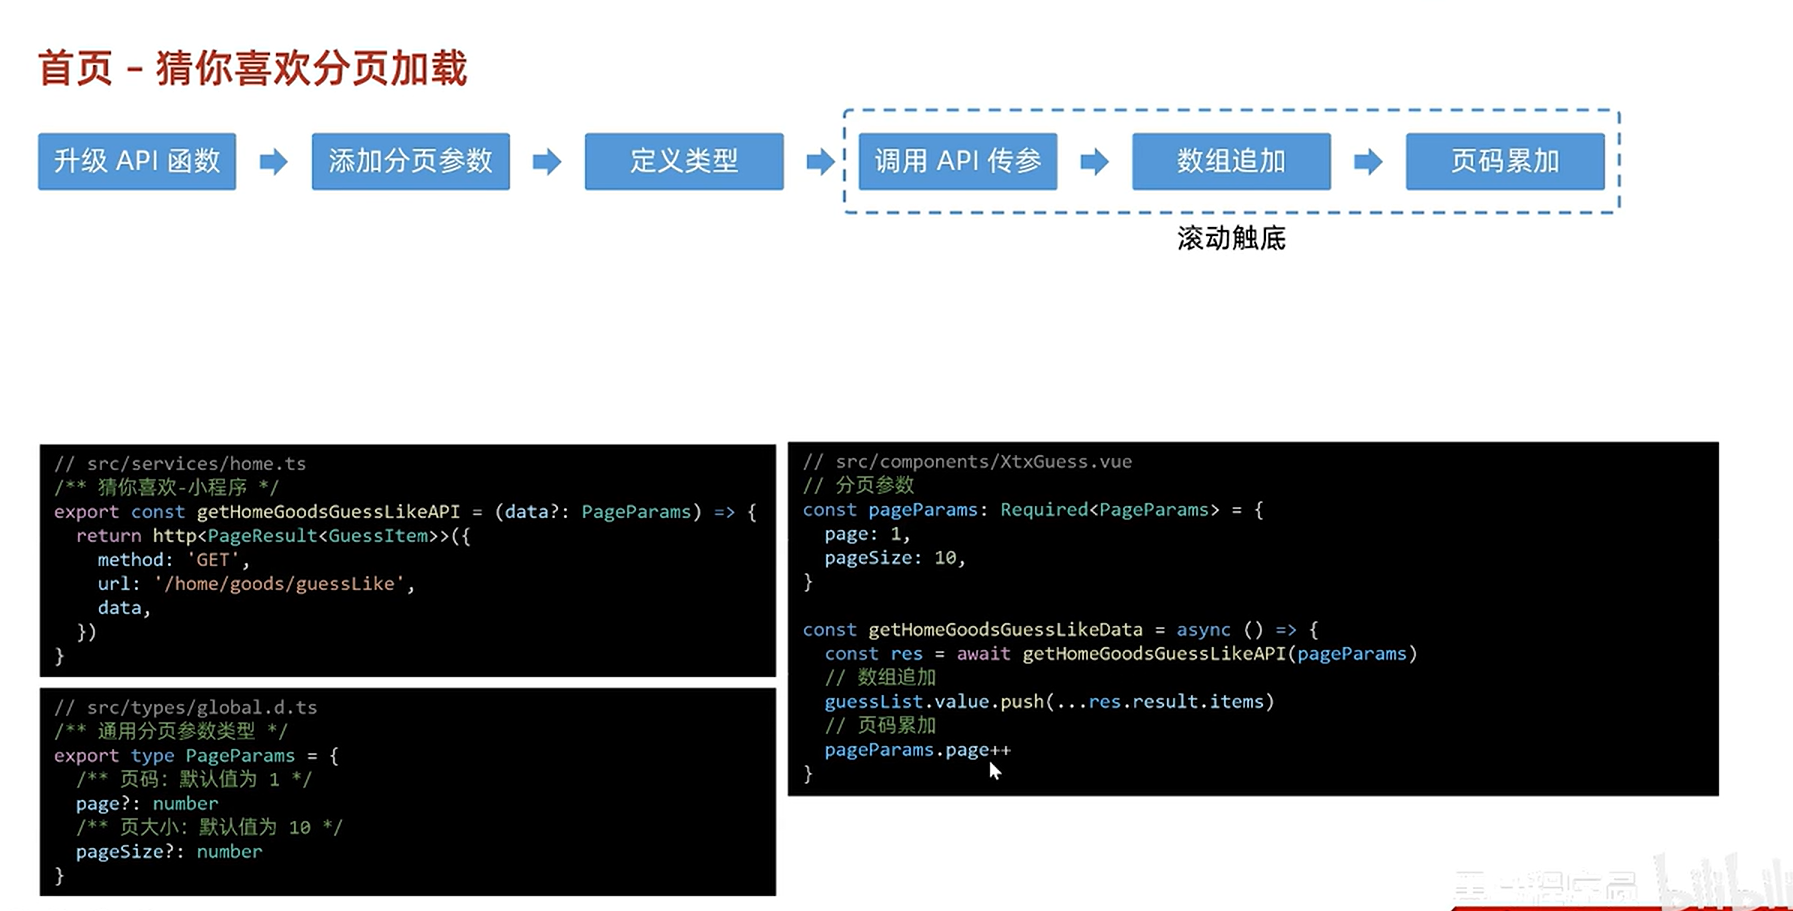 首页 – 猜你喜欢分页加载
升级 API 函数
添加分页参数
定义类型
调用 API 传参
数组追加
页码累加
滚动触底
// src/services/home.ts
/** 猜你喜欢-小程序 */
export const getHomeGoodsGuessLikeAPI = (data?: PageParams) => {
  return http<PageResult<GuessItem>>({
    method: 'GET',
    url: '/home/goods/guessLike',
    data,
  })
}
// src/types/global.d.ts
/** 通用分页参数类型 */
export type PageParams = {
  /** 页码: 默认值为 1 */
  page?: number
  /** 页大小: 默认值为 10 */
  pageSize?: number
}
// src/components/XtxGuess.vue
// 分页参数
const pageParams: Required<PageParams> = {
  page: 1,
  pageSize: 10,
}
const getHomeGoodsGuessLikeData = async () => {
  const res = await getHomeGoodsGuessLikeAPI(pageParams)
  // 数组追加
  guessList.value.push(...res.result.items)
  // 页码累加
  pageParams.page++
}
bilibili